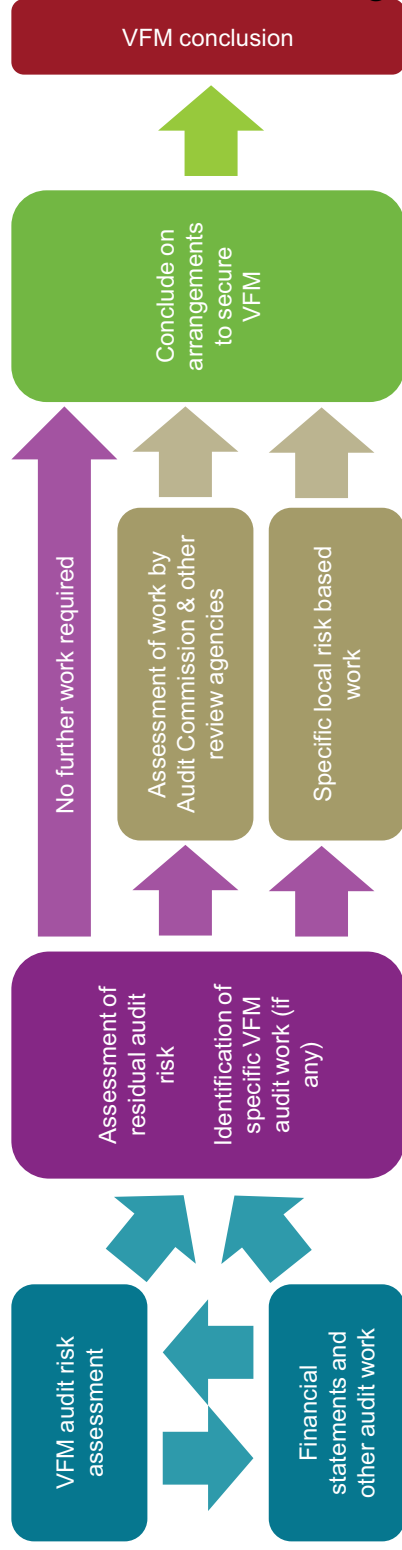 VFM audit risk
assessment
Financial
statements and
other audit work
Assessment of
residual audit
risk
Identification of
specific VFM
audit work (if
any)
No further work required
Assessment of work by
Audit Commission & other
review agencies
Specific local risk based
work
Conclude on
arrangements
to secure
VFM
VFM conclusion